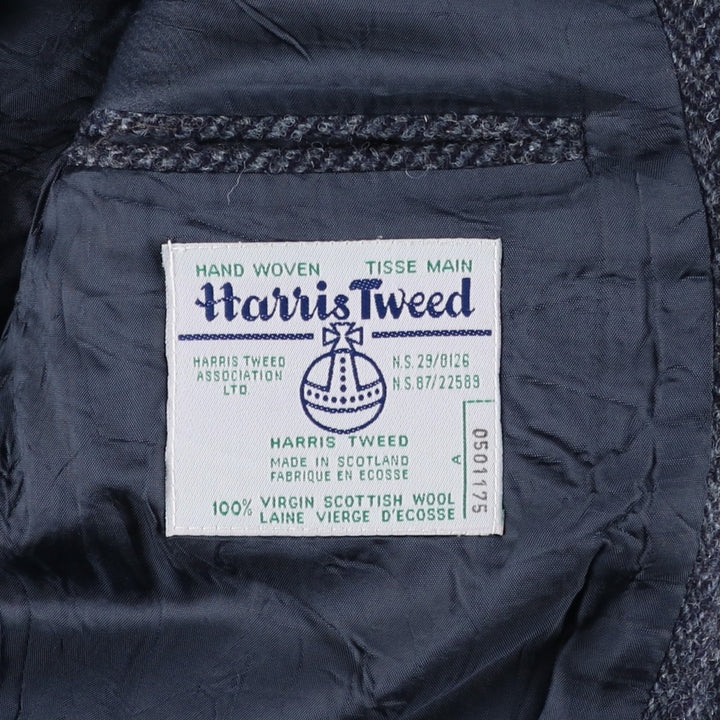 HAND WOVEN TISSE MAIN
Harris Tweed
HARRIS TWEED
ASSOCIATION
LTD.
N.S. 29/8126
N.S. 87/22589
HARRIS TWEED
MADE IN SCOTLAND
FABRIQUE EN ECOSSE
100% VIRGIN SCOTTISH WOOL
LAINE VIERGE D'ECOSSE
A
0501175